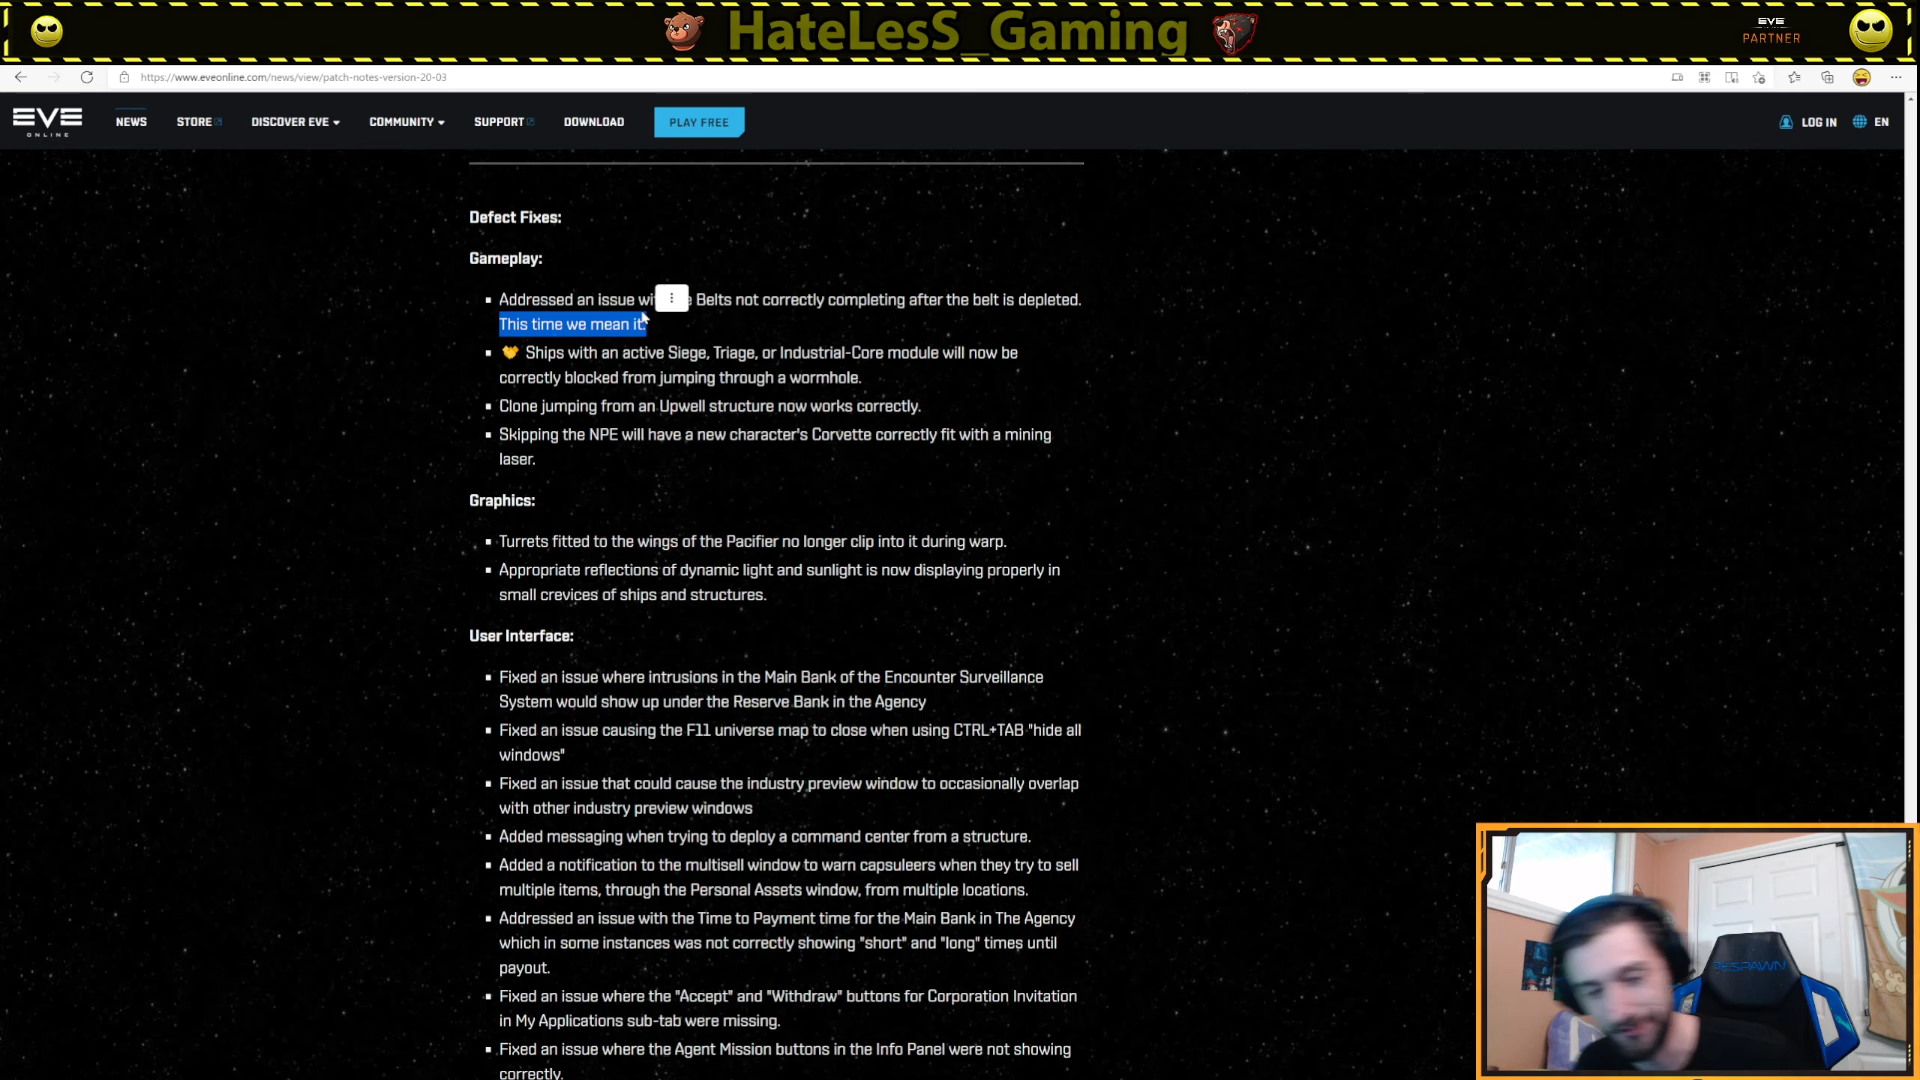 HateLesS_Gaming
EVE
PARTNER
https://www.eveonline.com/news/view/patch-notes-version-20-03
EVE
ONLINE
NEWS
STORE
DISCOVER EVE
COMMUNITY
SUPPORT
DOWNLOAD
PLAY FREE
LOG IN
EN
Defect Fixes:
Gameplay:
Addressed an issue wi Belts not correctly completing after the belt is depleted.
This time we mean it.
Ships with an active Siege, Triage, or Industrial-Core module will now be
correctly blocked from jumping through a wormhole.
Clone jumping from an Upwell structure now works correctly.
Skipping the NPE will have a new character's Corvette correctly fit with a mining
laser.
Graphics:
Turrets fitted to the wings of the Pacifier no longer clip into it during warp.
Appropriate reflections of dynamic light and sunlight is now displaying properly in
small crevices of ships and structures.
User Interface:
Fixed an issue where intrusions in the Main Bank of the Encounter Surveillance
System would show up under the Reserve Bank in the Agency
Fixed an issue causing the F11 universe map to close when using CTRL+TAB "hide all
windows"
Fixed an issue that could cause the industry preview window to occasionally overlap
with other industry preview windows
Added messaging when trying to deploy a command center from a structure.
Added a notification to the multisell window to warn capsuleers when they try to sell
multiple items, through the Personal Assets window, from multiple locations.
Addressed an issue with the Time to Payment time for the Main Bank in The Agency
which in some instances was not correctly showing "short" and "long" times until
payout.
Fixed an issue where the "Accept" and "Withdraw" buttons for Corporation Invitation
in My Applications sub-tab were missing.
Fixed an issue where the Agent Mission buttons in the Info Panel were not showing
correctly.
RESPAWN